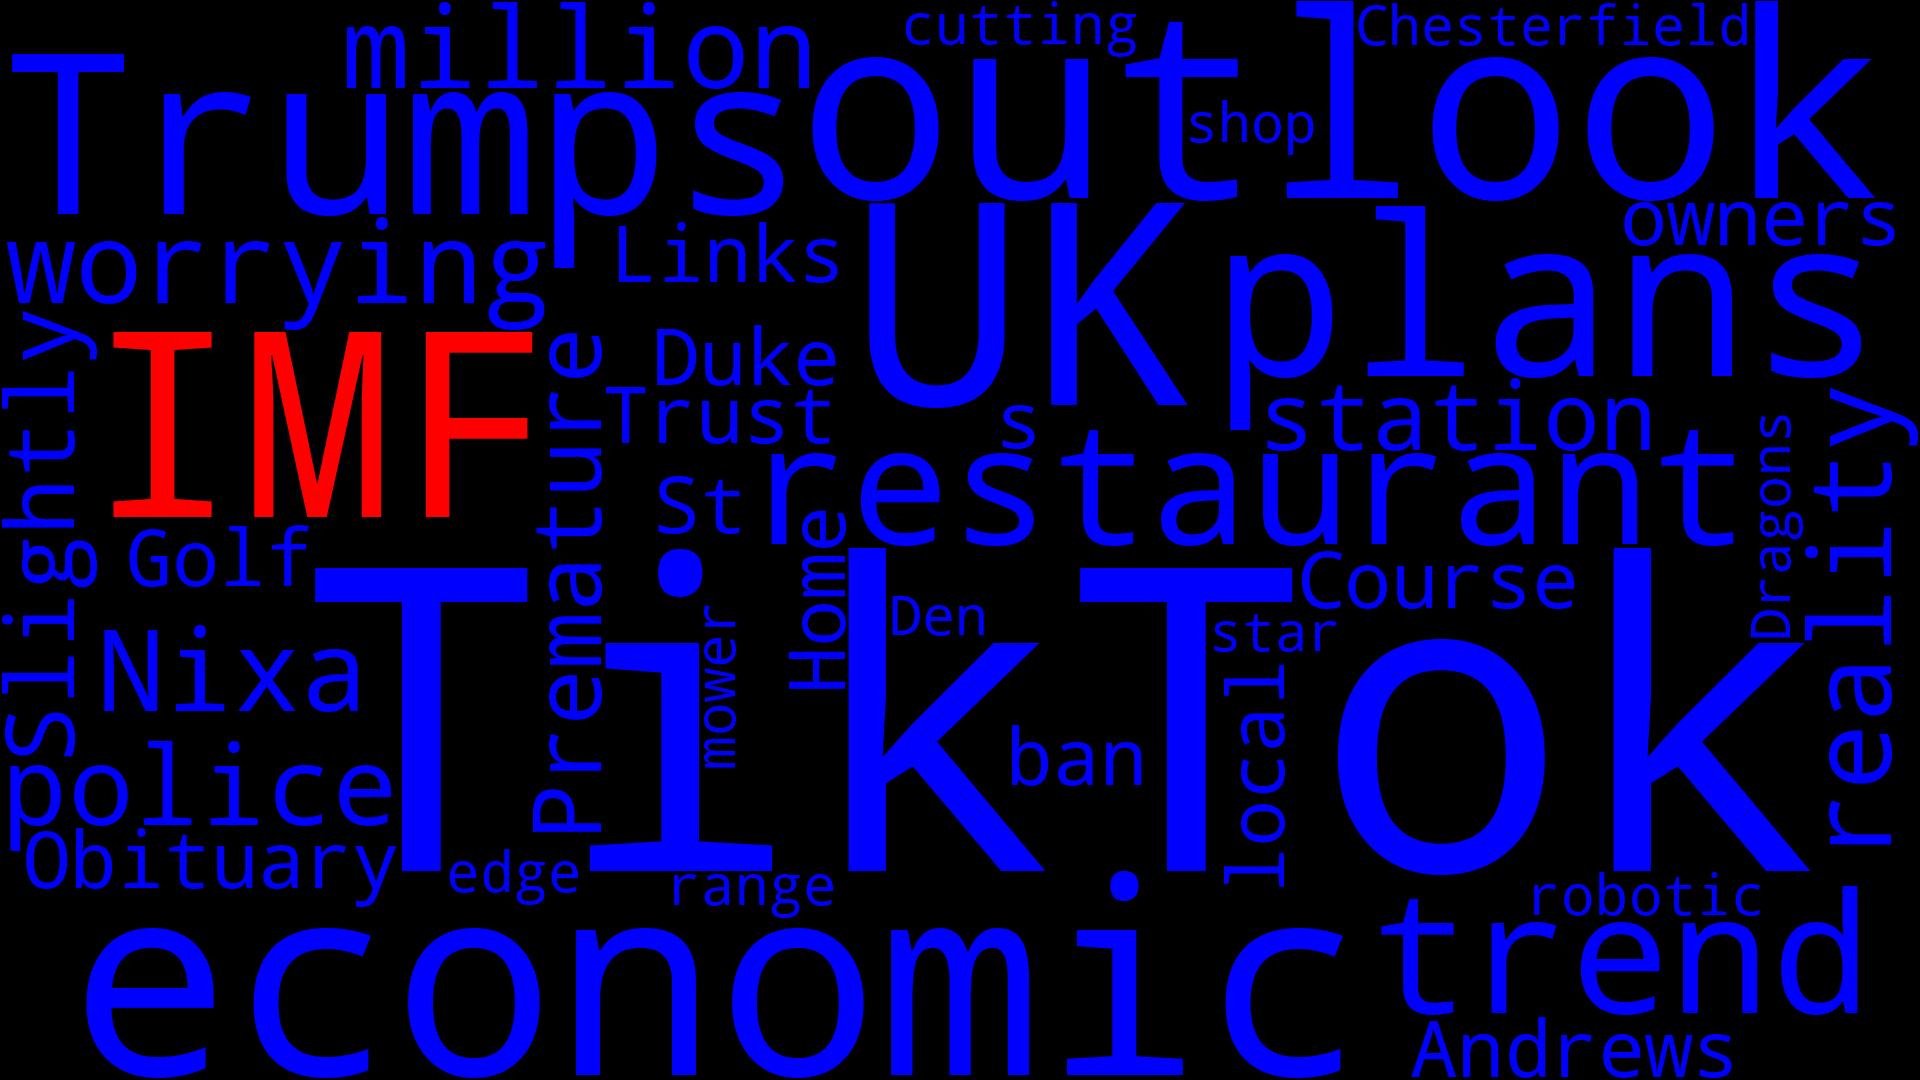 million
cutting
Chesterfield
Trumps
outlook
shop
worrying
Links
UK
plans
owners
IMF
Duke
Trust
s
station
Slightly
Premature
St
restaurant
Dragons
reality
o
Golf
TikTok
Home
Den
Course
star
Nixa
mower
ban
local
police
Obituary
edge
range
robotic
economic
trend
Andrews